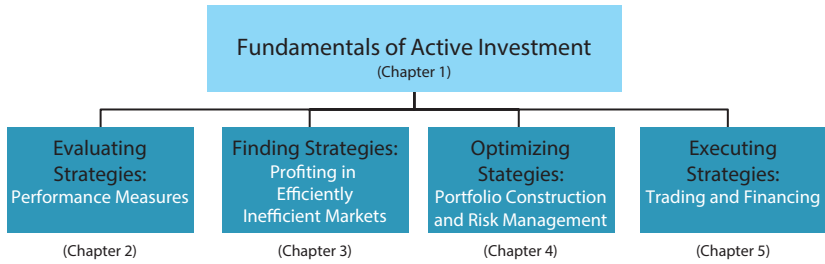 Fundamentals of Active Investment
(Chapter 1)
Evaluating
Strategies:
Performance Measures
(Chapter 2)
Finding Strategies:
Profiting in
Efficiently
Inefficient Markets
(Chapter 3)
Optimizing
Stategies:
Portfolio Construction
and Risk Management
(Chapter 4)
Executing
Strategies:
Trading and Financing
(Chapter 5)